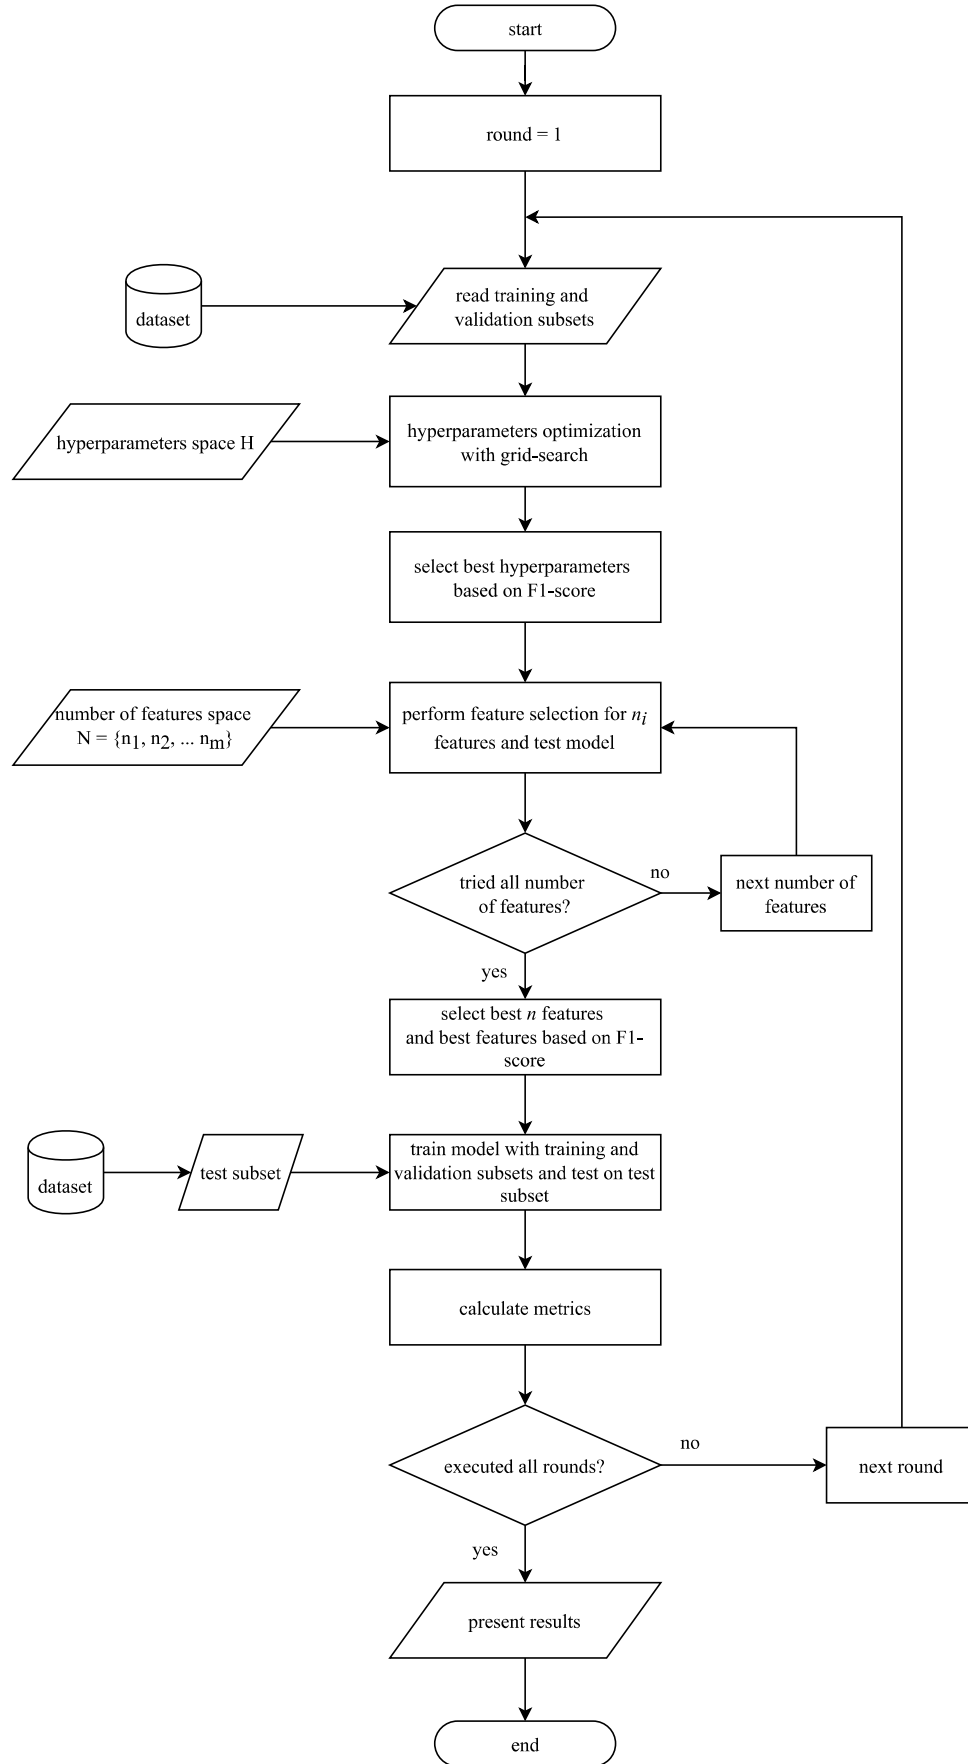 start
round = 1
read training and
validation subsets
dataset
hyperparameters space H
hyperparameters optimization
with grid-search
select best hyperparameters
based on F1-score
number of features space
N = {n1, n2, ... nm}
perform feature selection for ni
features and test model
tried all number
of features?
no
next number of
features
yes
select best n features
and best features based on F1-
score
dataset
test subset
train model with training and
validation subsets and test on test
subset
calculate metrics
executed all rounds?
no
next round
yes
present results
end